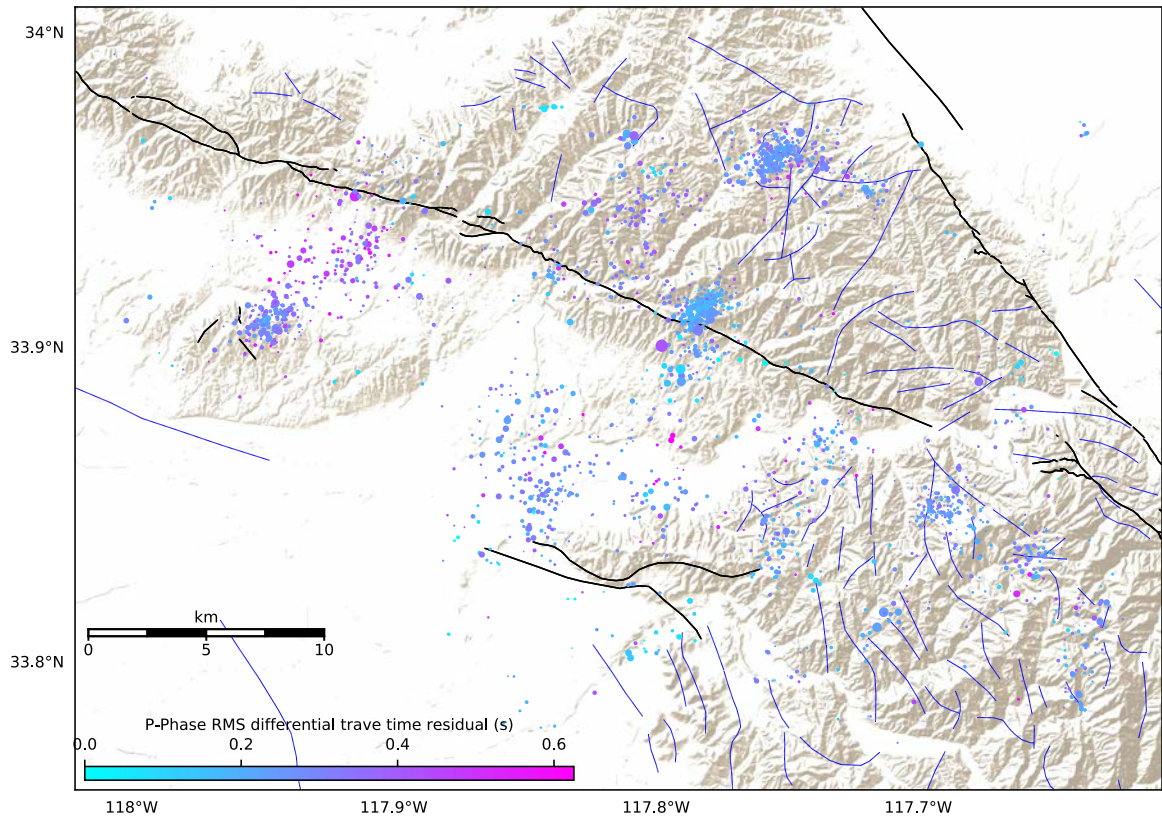 34°N
33.9°N
km
0 5 10
33.8°N
P-Phase RMS differential trave time residual (s)
0.0 0.2 0.4 0.6
118°W 117.9°W 117.8°W 117.7°W